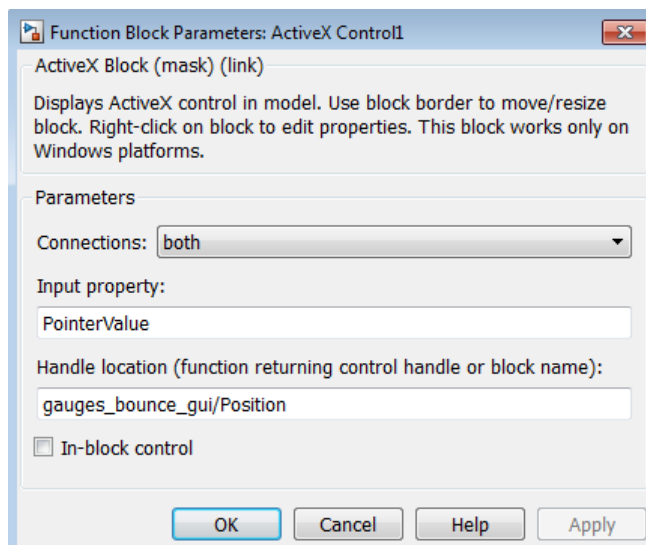 Function Block Parameters: ActiveX Control1
ActiveX Block (mask) (link)
Displays ActiveX control in model. Use block border to move/resize
block. Right-click on block to edit properties. This block works only on
Windows platforms.
Parameters
Connections: both
Input property:
PointerValue
Handle location (function returning control handle or block name):
gauges_bounce_gui/Position
In-block control
OK Cancel Help Apply